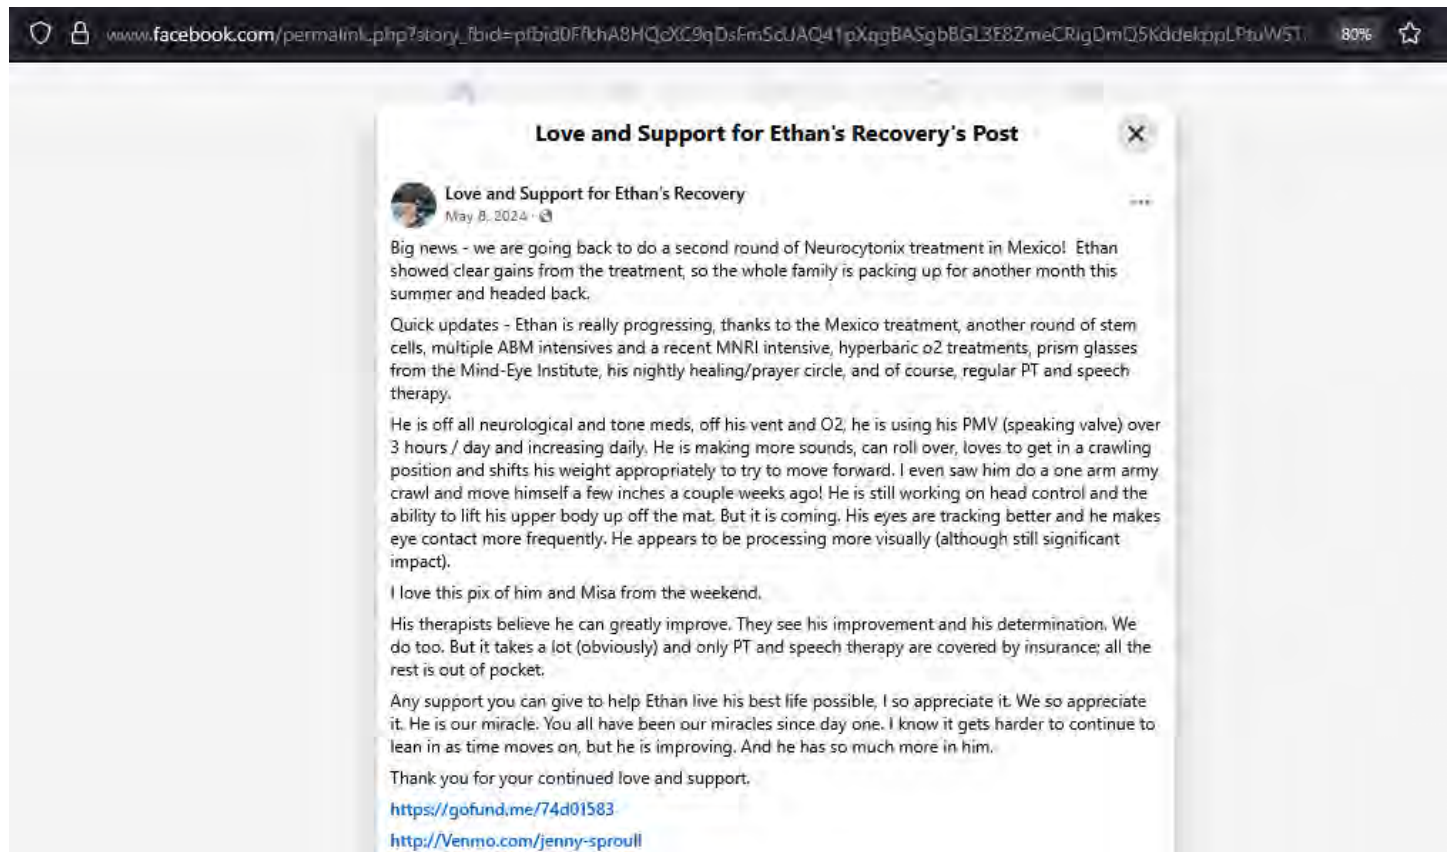 www.facebook.com/permalink.php?story_fbid=
80%
Love and Support for Ethan's Recovery's Post
Love and Support for Ethan's Recovery
May 8, 2024 ·
Big news - we are going back to do a second round of Neurocytonix treatment in Mexico! Ethan
showed clear gains from the treatment, so the whole family is packing up for another month this
summer and headed back.
Quick updates - Ethan is really progressing, thanks to the Mexico treatment, another round of stem
cells, multiple ABM intensives and a recent MNRI intensive, hyperbaric o2 treatments, prism glasses
from the Mind-Eye Institute, his nightly healing/prayer circle, and of course, regular PT and speech
therapy.
He is off all neurological and tone meds, off his vent and O2, he is using his PMV (speaking valve) over
3 hours / day and increasing daily. He is making more sounds, can roll over, loves to get in a crawling
position and shifts his weight appropriately to try to move forward. I even saw him do a one arm army
crawl and move himself a few inches a couple weeks ago! He is still working on head control and the
ability to lift his upper body up off the mat. But it is coming. His eyes are tracking better and he makes
eye contact more frequently. He appears to be processing more visually (although still significant
impact).
I love this pix of him and Misa from the weekend.
His therapists believe he can greatly improve. They see his improvement and his determination. We
do too. But it takes a lot (obviously) and only PT and speech therapy are covered by insurance; all the
rest is out of pocket.
Any support you can give to help Ethan live his best life possible, I so appreciate it. We so appreciate
it. He is our miracle. You all have been our miracles since day one. I know it gets harder to continue to
lean in as time moves on, but he is improving. And he has so much more in him.
Thank you for your continued love and support.
https://gofund.me/74d01583
http://Venmo.com/jenny-sproull